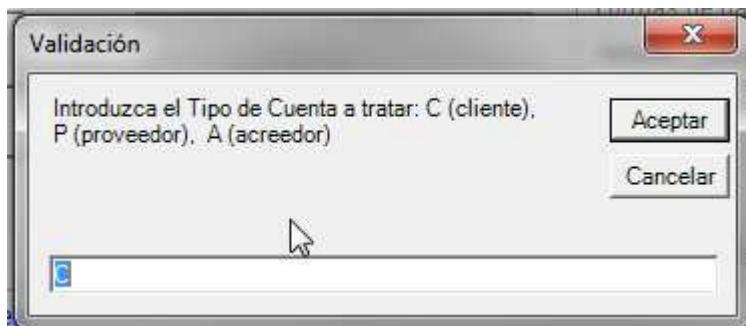 Validación
Introduzca el Tipo de Cuenta a tratar: C (cliente),
P (proveedor), A (acreedor)
Aceptar
Cancelar
C